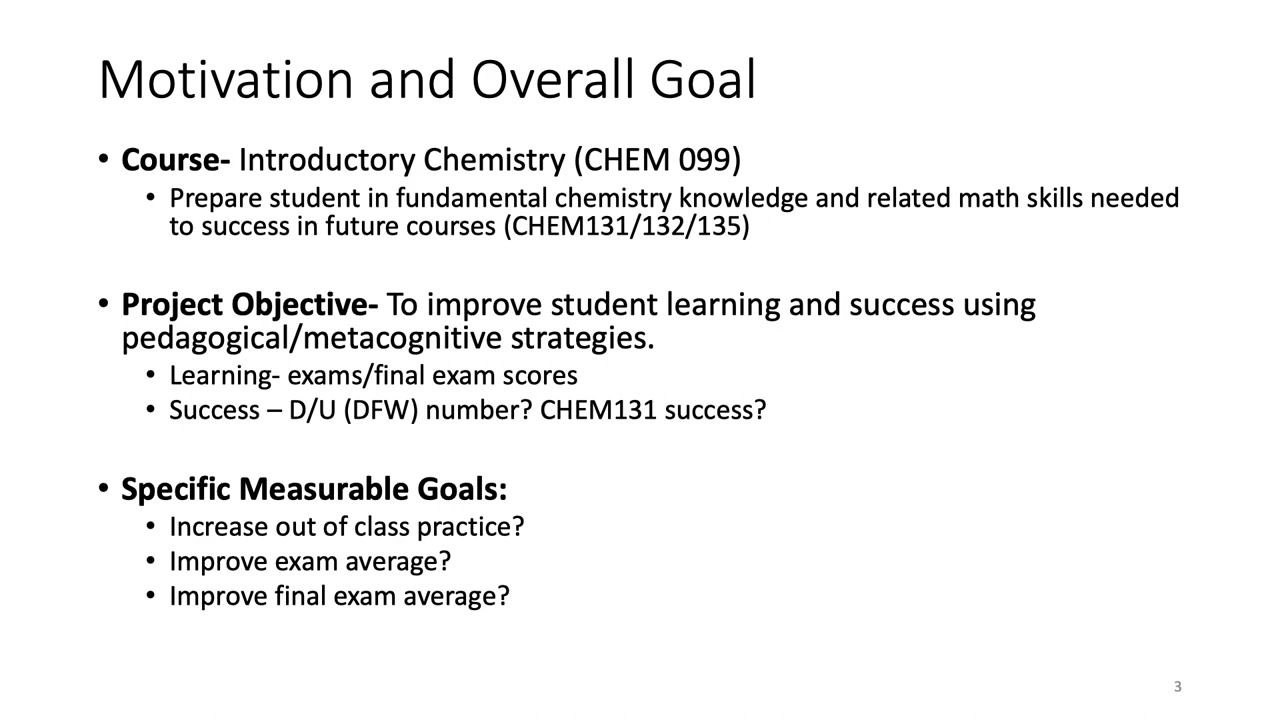 Motivation and Overall Goal
• Course- Introductory Chemistry (CHEM 099)
• Prepare student in fundamental chemistry knowledge and related math skills needed
to success in future courses (CHEM131/132/135)
• Project Objective- To improve student learning and success using
pedagogical/metacognitive strategies.
• Learning- exams/final exam scores
• Success – D/U (DFW) number? CHEM131 success?
• Specific Measurable Goals:
• Increase out of class practice?
• Improve exam average?
• Improve final exam average?
3